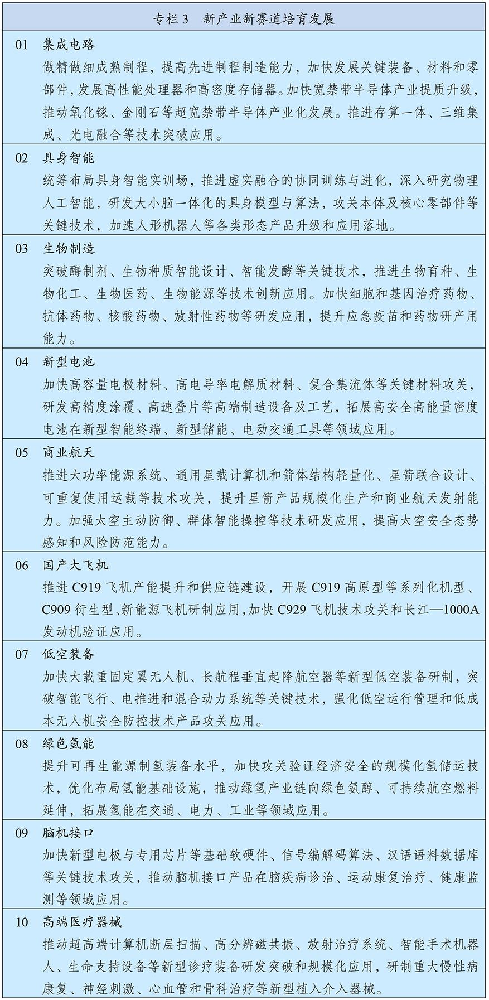 专栏 3 新产业新赛道培育发展
01 集成电路
做精做细成熟制程，提高先进制程制造能力，加快发展关键装备、材料和零
部件，发展高性能处理器和高密度存储器。加快宽禁带半导体产业提质升级，
推动氧化镓、金刚石等超宽禁带半导体产业化发展。推进存算一体、三维集
成、光电融合等技术突破应用。
02 具身智能
统筹布局具身智能实训场，推进虚实融合的协同训练与进化，深入研究物理
人工智能，研发大小脑一体化的具身模型与算法，攻关本体及核心零部件等
关键技术，加速人形机器人等各类形态产品升级和应用落地。
03 生物制造
突破酶制剂、生物种质智能设计、智能发酵等关键技术，推进生物育种、生
物化工、生物医药、生物能源等技术创新应用。加快细胞和基因治疗药物、
抗体药物、核酸药物、放射性药物等研发应用，提升应急疫苗和药物研产用
能力。
04 新型电池
加快高容量电极材料、高电导率电解质材料、复合集流体等关键材料攻关，
研发高精度涂覆、高速叠片等高端制造设备及工艺，拓展高安全高能量密度
电池在新型智能终端、新型储能、电动交通工具等领域应用。
05 商业航天
推进大功率能源系统、通用星载计算机和箭体结构轻量化、星箭联合设计、
可重复使用运载等技术攻关，提升星箭产品规模化生产和商业航天发射能
力。加强太空主动防御、群体智能操控等技术研发应用，提高太空安全态势
感知和风险防范能力。
06 国产大飞机
推进 C919 飞机产能提升和供应链建设，开展 C919 高原型等系列化机型、
C909 衍生型、新能源飞机研制应用，加快 C929 飞机技术攻关和长江—1000A
发动机验证应用。
07 低空装备
加快大载重固定翼无人机、长航程垂直起降航空器等新型低空装备研制，突
破智能飞行、电推进和混合动力系统等关键技术，强化低空运行管理和低成
本无人机安全防控技术产品攻关应用。
08 绿色氢能
提升可再生能源制氢装备水平，加快攻关验证经济安全的规模化氢储运技
术，优化布局氢能基础设施，推动绿氢产业链向绿色氨醇、可持续航空燃料
延伸，拓展氢能在交通、电力、工业等领域应用。
09 脑机接口
加快新型电极与专用芯片等基础软硬件、信号编解码算法、汉语语料数据库
等关键技术攻关，推动脑机接口产品在脑疾病诊治、运动康复治疗、健康监
测等领域应用。
10 高端医疗器械
推动超高端计算机断层扫描、高分辨磁共振、放射治疗系统、智能手术机器
人、生命支持设备等新型诊疗装备研发突破和规模化应用，研制重大慢性病
康复、神经刺激、心血管和骨科治疗等新型植入介入器械。